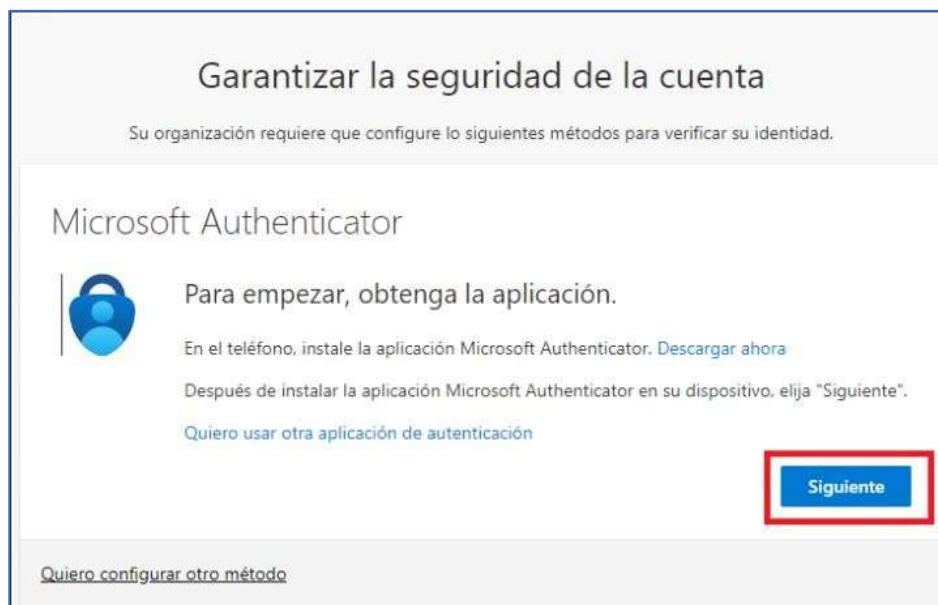 Garantizar la seguridad de la cuenta
Su organización requiere que configure lo siguientes métodos para verificar su identidad.
Microsoft Authenticator
Para empezar, obtenga la aplicación.
En el teléfono, instale la aplicación Microsoft Authenticator. Descargar ahora
Después de instalar la aplicación Microsoft Authenticator en su dispositivo, elija "Siguiente".
Quiero usar otra aplicación de autenticación
Siguiente
Quiero configurar otro método